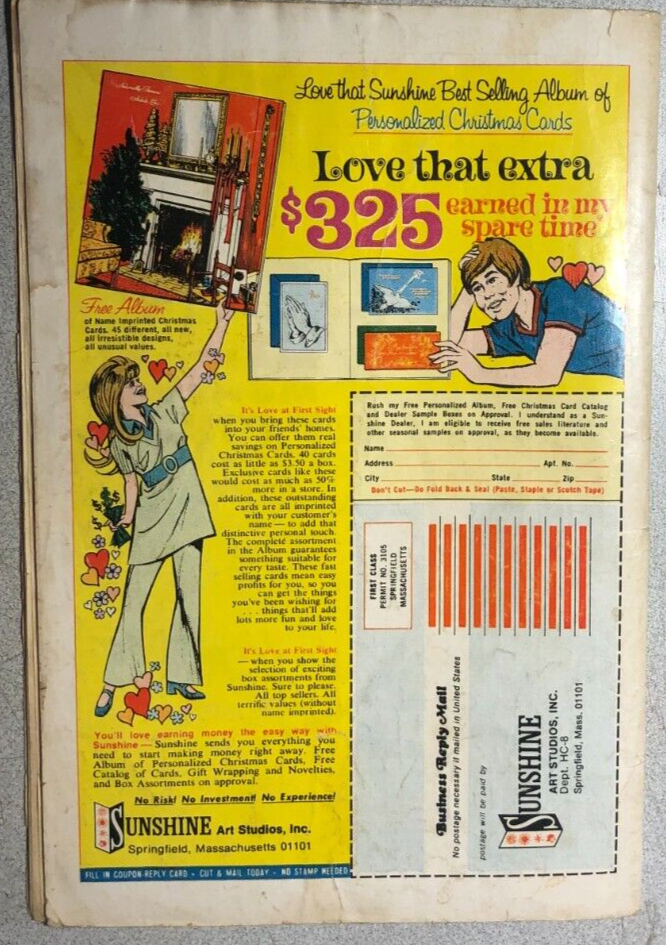 Love that Sunshine Best Selling Album of
Personalized Christmas Cards
Love that extra
$325 earned in my
spare time
Free Album
of Name Imprinted Christmas
Cards. 45 different, all new,
all irresistible designs,
all unusual values.
It's Love at First Sight
when you bring these cards
into your friends' homes.
You can offer them real
savings on Personalized
Christmas Cards. 40 cards
cost as little as $3.50 a box.
Exclusive cards like these
would cost as much as 50%
more in a store. In
addition, these outstanding
cards are all imprinted
with your customer's
name — to add that
distinctive personal touch.
The complete assortment
in the Album guarantees
something suitable for
every taste. These fast
selling cards mean easy
profits for you, so you
can get the things
you've been wishing for
. . . things that'll add
lots more fun and love
to your life.
It's Love at First Sight
— when you show the
selection of exciting
box assortments from
Sunshine. Sure to please.
All top sellers. All
terrific values (without
name imprinted).
You'll love earning money the easy way with
Sunshine — Sunshine sends you everything you
need to start making money right away. Free
Album of Personalized Christmas Cards, Free
Catalog of Cards, Gift Wrapping and Novelties,
and Box Assortments on approval.
No Risk! No Investment! No Experience!
SUNSHINE Art Studios, Inc.
Springfield, Massachusetts 01101
FILL IN COUPON-REPLY CARD - CUT & MAIL TODAY - NO STAMP NEEDED
Rush my Free Personalized Album, Free Christmas Card Catalog
and Dealer Sample Boxes on Approval. I understand as a Sun-
shine Dealer, I am eligible to receive free sales literature and
other seasonal samples on approval, as they become available.
Name
Address Apt. No.
City State Zip
Don't Cut—Do Fold Back & Seal (Paste, Staple or Scotch Tape)
FIRST CLASS
PERMIT NO. 3105
SPRINGFIELD
MASSACHUSETTS
Business Reply Mail
No postage necessary if mailed in United States
postage will be paid by
SUNSHINE
ART STUDIOS, INC.
Dept. HC-8
Springfield, Mass. 01101